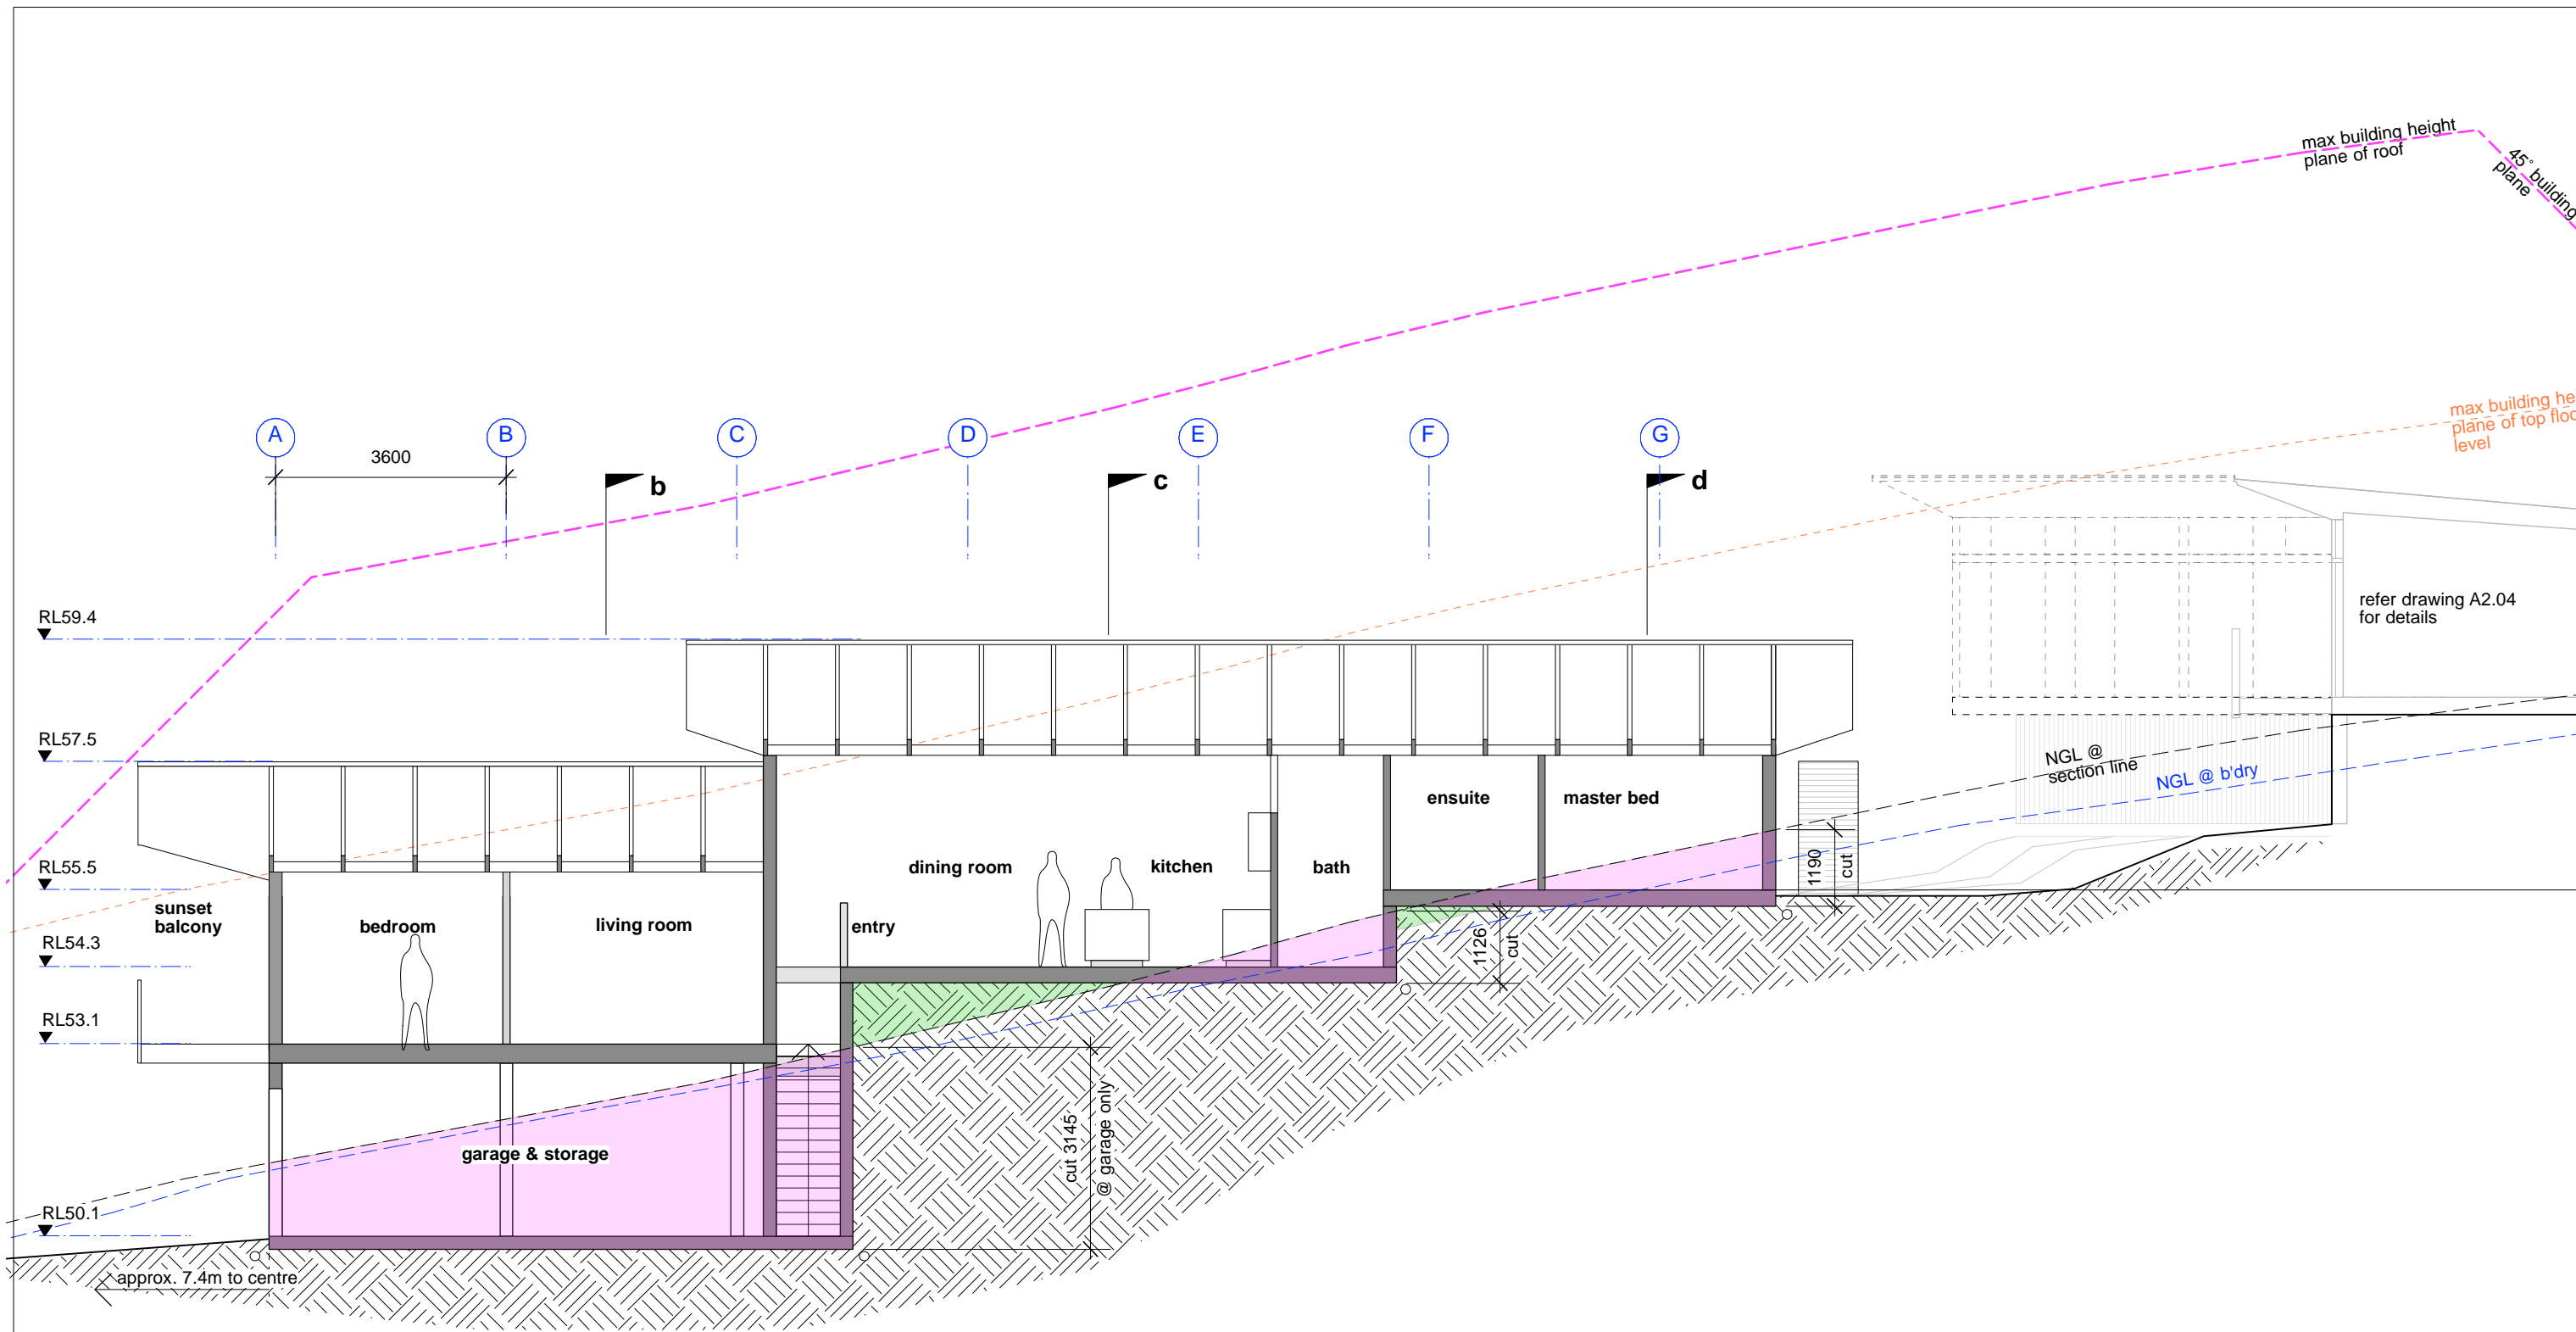 max building height
plane of roof
45° building
plane
max building he
plane of top floo
level
A
B
C
D
E
F
G
3600
b
c
d
RL59.4
refer drawing A2.04
for details
RL57.5
NGL @
section line
NGL @ b'dry
ensuite
master bed
dining room
kitchen
bath
1190
cut
RL55.5
sunset
balcony
bedroom
living room
entry
1126
cut
RL54.3
RL53.1
cut 3145
@ garage only
garage & storage
RL50.1
approx. 7.4m to centre